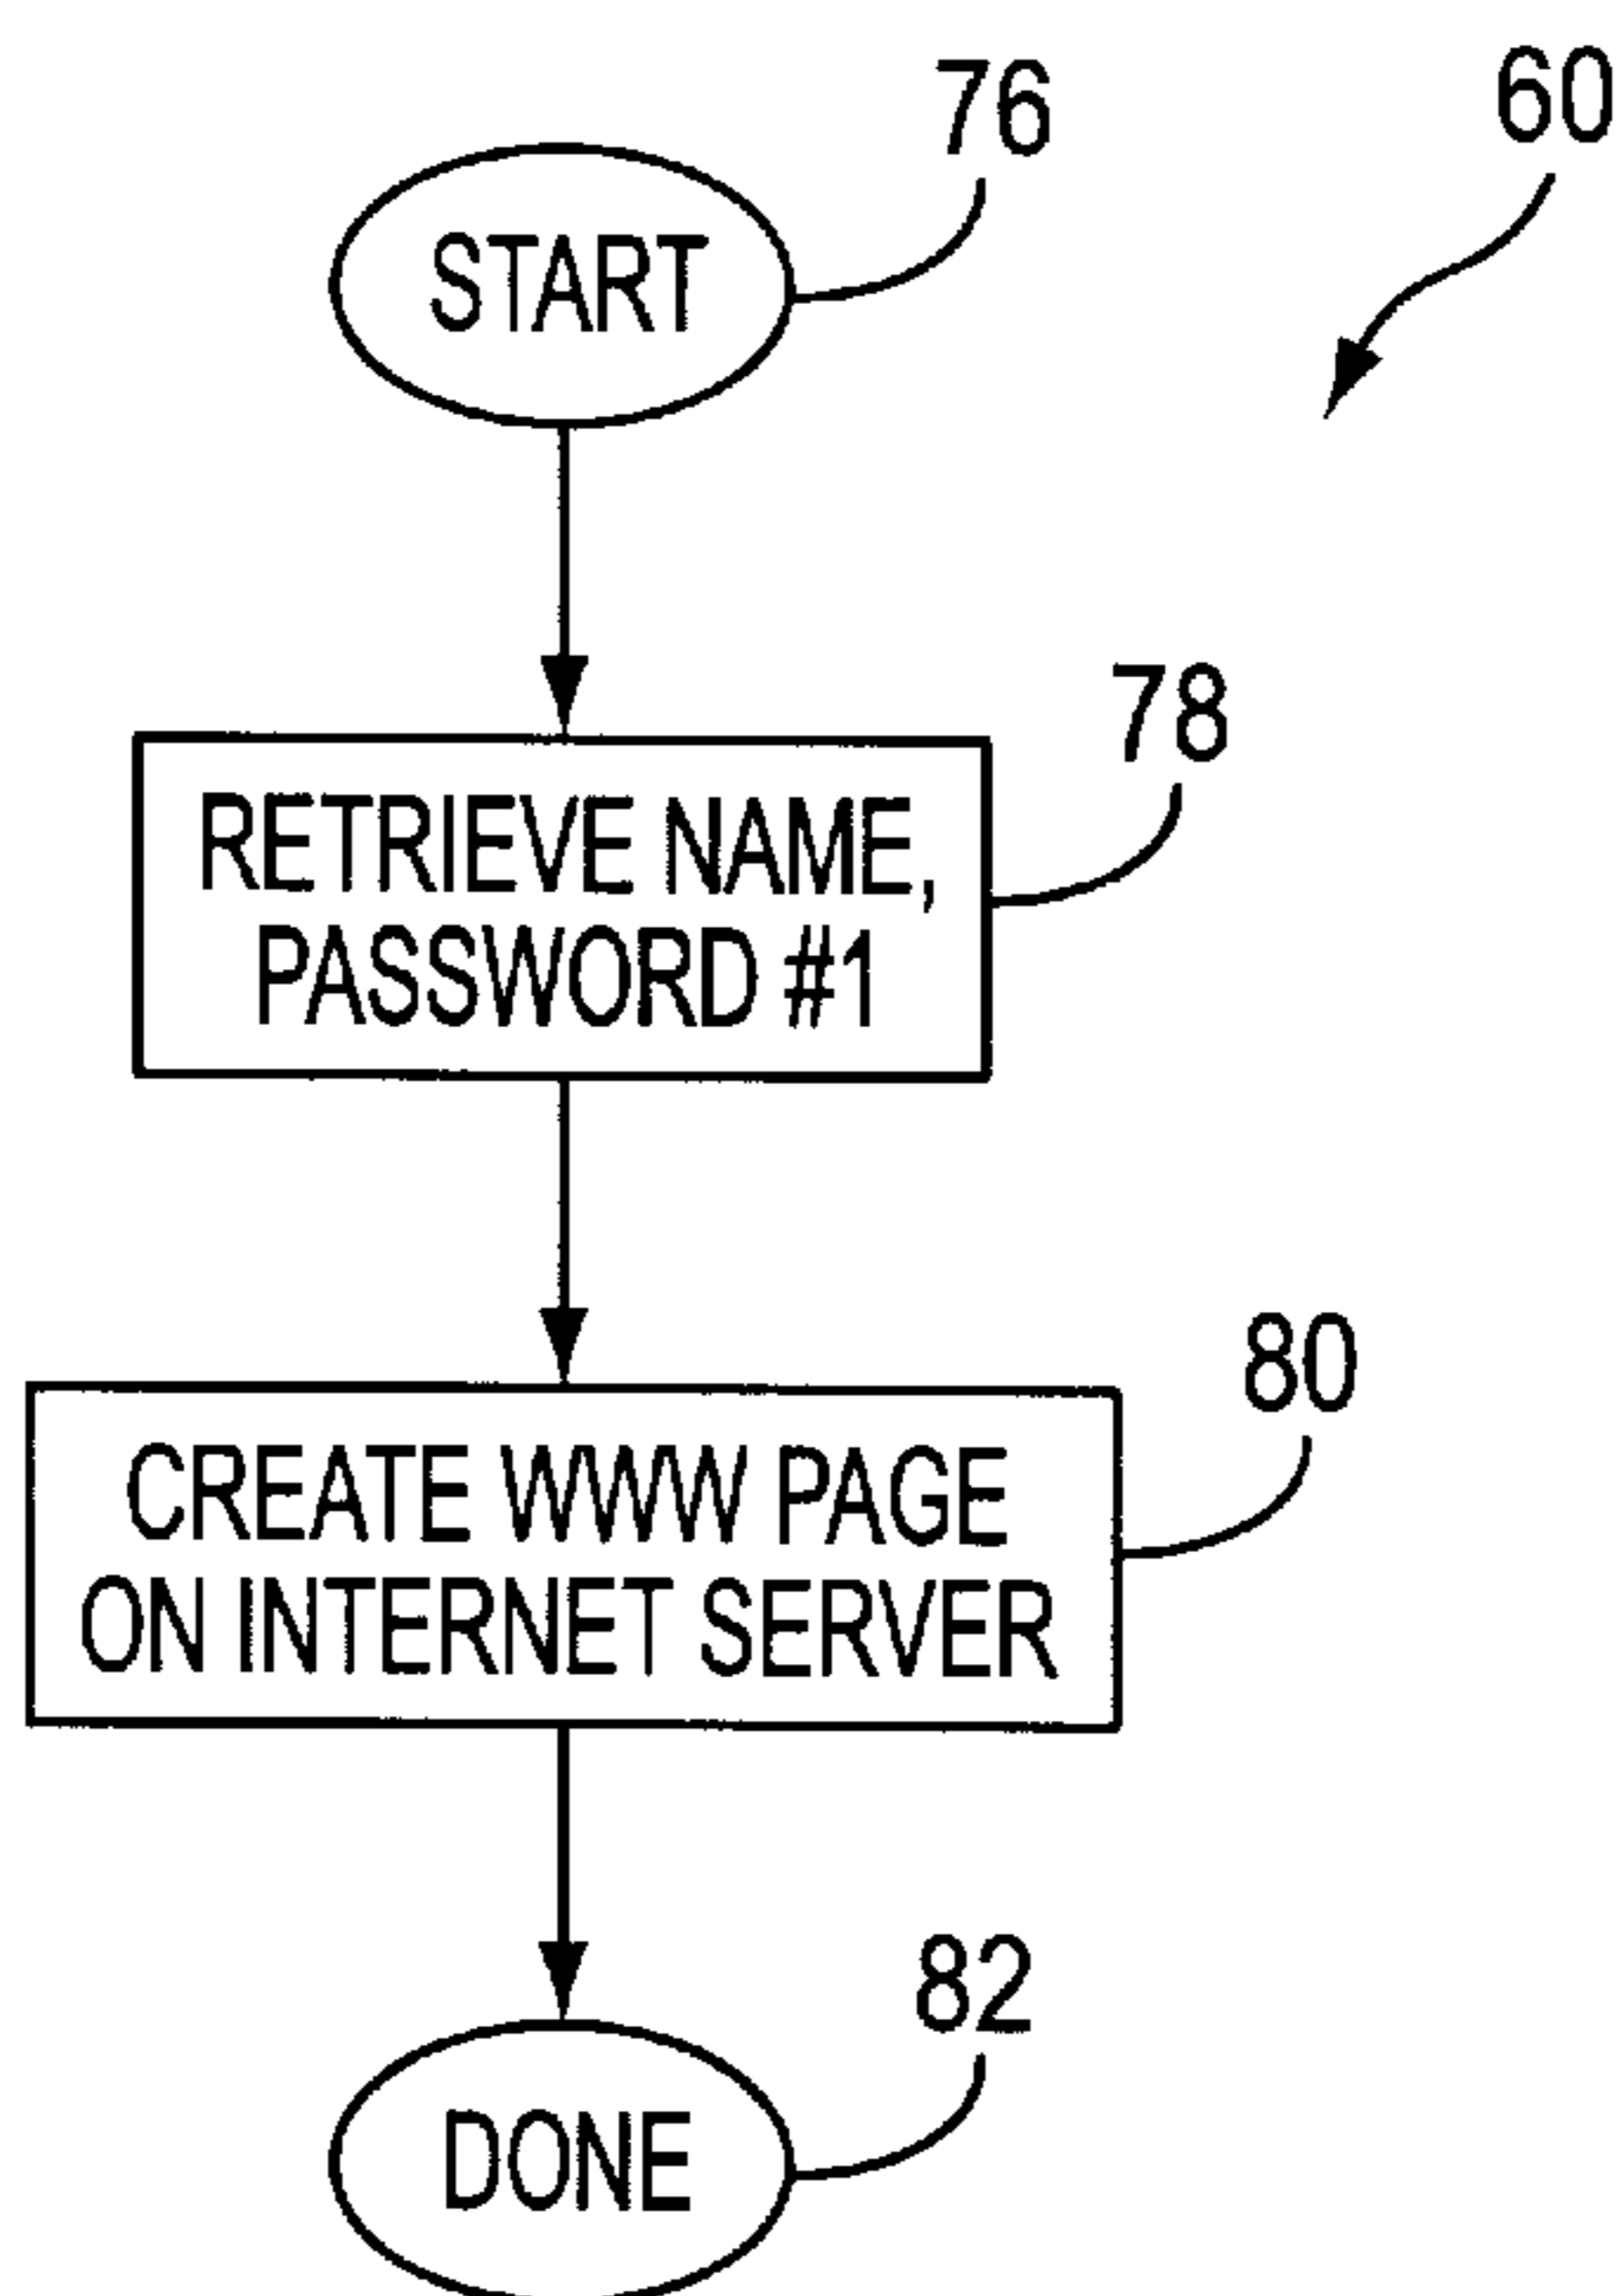 76
60
START
78
RETRIEVE NAME,
PASSWORD #1
80
CREATE WWW PAGE
ON INTERNET SERVER
82
DONE